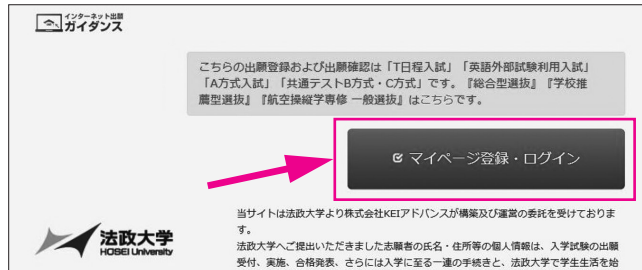 インターネット出願
ガイダンス
こちらの出願登録および出願確認は「T日程入試」「英語外部試験利用入試」
「A方式入試」「共通テストB方式・C方式」です。『総合型選抜』『学校推
薦型選抜』『航空操縦学専修 一般選抜』はこちらです。
マイページ登録・ログイン
当サイトは法政大学より株式会社KEIアドバンスが構築及び運営の委託を受けておりま
す。
法政大学へご提出いただきました志願者の氏名・住所等の個人情報は、入学試験の出願
受付、実施、合格発表、さらには入学に至る一連の手続きと、法政大学で学生生活を始
法政大学
HOSEI University